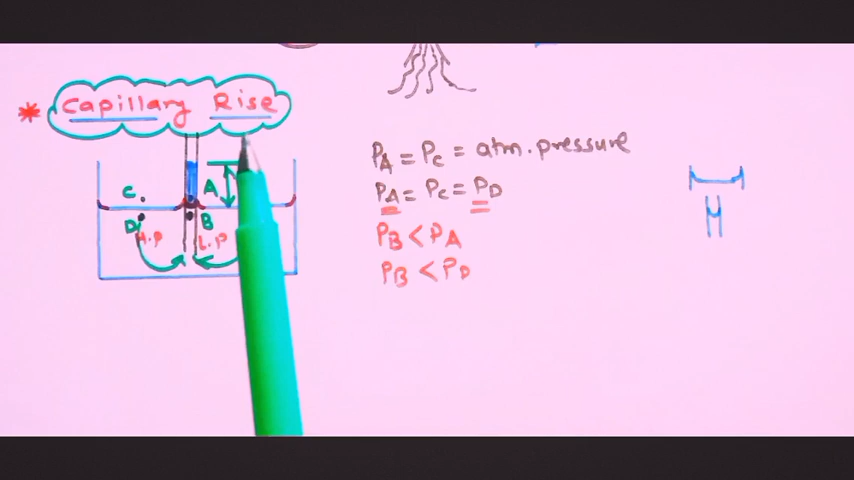 Capillary Rise
C.
A
D
B
H.P
L.P
PA = PC = atm. pressure
PA = PC = PD
PB < PA
PB < PD